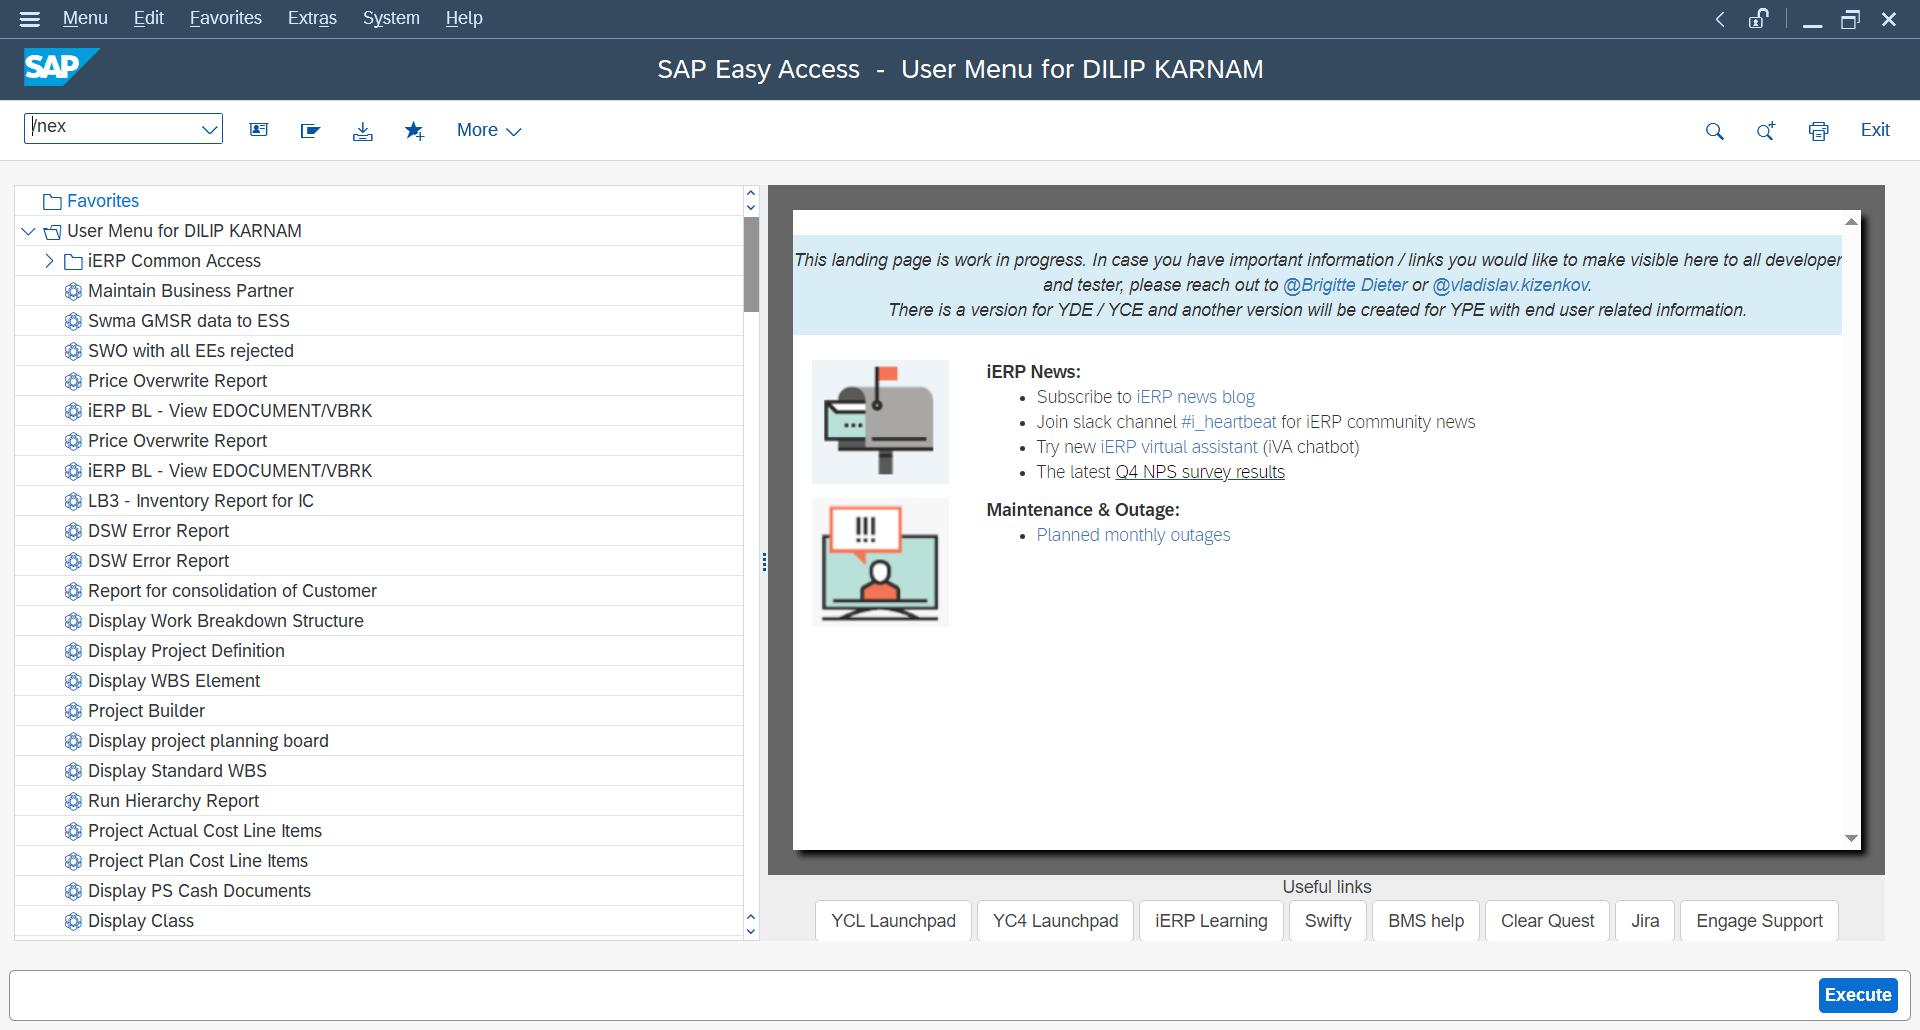 Menu Edit Favorites Extras System Help
SAP
SAP Easy Access - User Menu for DILIP KARNAM
/nex
More
Exit
Favorites
User Menu for DILIP KARNAM
iERP Common Access
Maintain Business Partner
Swma GMSR data to ESS
SWO with all EEs rejected
Price Overwrite Report
iERP BL - View EDOCUMENT/VBRK
Price Overwrite Report
iERP BL - View EDOCUMENT/VBRK
LB3 - Inventory Report for IC
DSW Error Report
DSW Error Report
Report for consolidation of Customer
Display Work Breakdown Structure
Display Project Definition
Display WBS Element
Project Builder
Display project planning board
Display Standard WBS
Run Hierarchy Report
Project Actual Cost Line Items
Project Plan Cost Line Items
Display PS Cash Documents
Display Class
This landing page is work in progress. In case you have important information / links you would like to make visible here to all developer
and tester, please reach out to @Brigitte Dieter or @vladislav.kizenkov.
There is a version for YDE / YCE and another version will be created for YPE with end user related information.
iERP News:
• Subscribe to iERP news blog
• Join slack channel #i_heartbeat for iERP community news
• Try new iERP virtual assistant (iVA chatbot)
• The latest Q4 NPS survey results
!!!
Maintenance & Outage:
• Planned monthly outages
Useful links
YCL Launchpad YC4 Launchpad iERP Learning Swifty BMS help Clear Quest Jira Engage Support
Execute